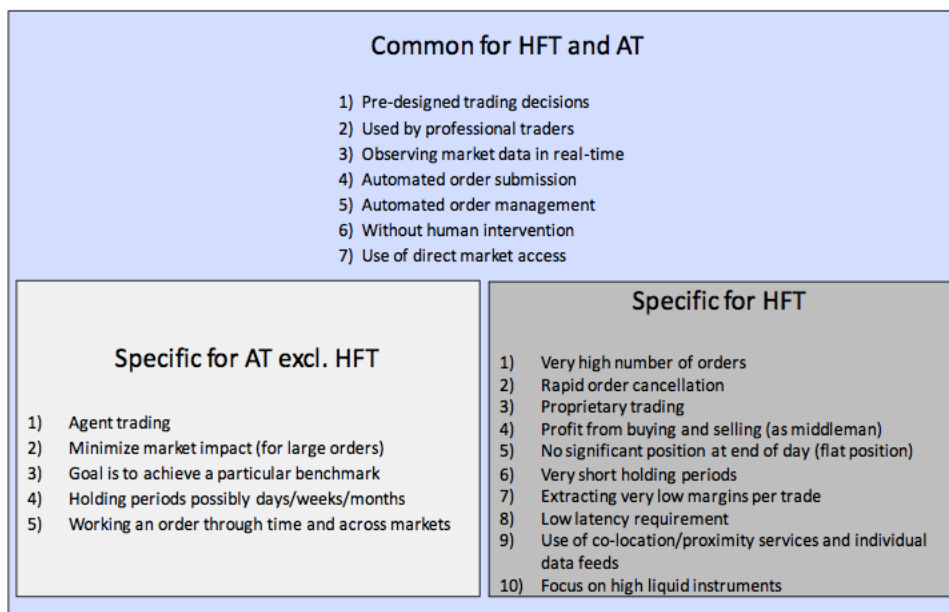 Common for HFT and AT
1) Pre-designed trading decisions
2) Used by professional traders
3) Observing market data in real-time
4) Automated order submission
5) Automated order management
6) Without human intervention
7) Use of direct market access
Specific for AT excl. HFT
1) Agent trading
2) Minimize market impact (for large orders)
3) Goal is to achieve a particular benchmark
4) Holding periods possibly days/weeks/months
5) Working an order through time and across markets
Specific for HFT
1) Very high number of orders
2) Rapid order cancellation
3) Proprietary trading
4) Profit from buying and selling (as middleman)
5) No significant position at end of day (flat position)
6) Very short holding periods
7) Extracting very low margins per trade
8) Low latency requirement
9) Use of co-location/proximity services and individual
data feeds
10) Focus on high liquid instruments